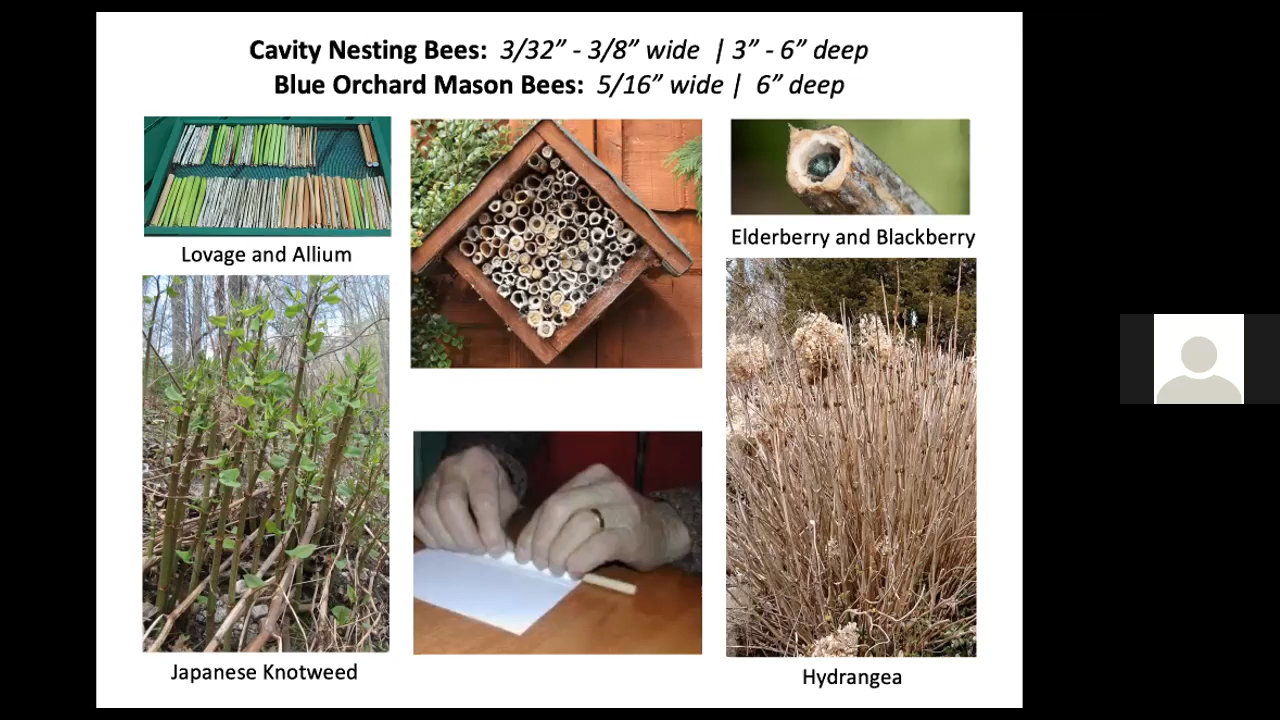 Cavity Nesting Bees: 3/32” - 3/8” wide | 3” - 6” deep
Blue Orchard Mason Bees: 5/16” wide | 6” deep
Lovage and Allium
Elderberry and Blackberry
Japanese Knotweed
Hydrangea